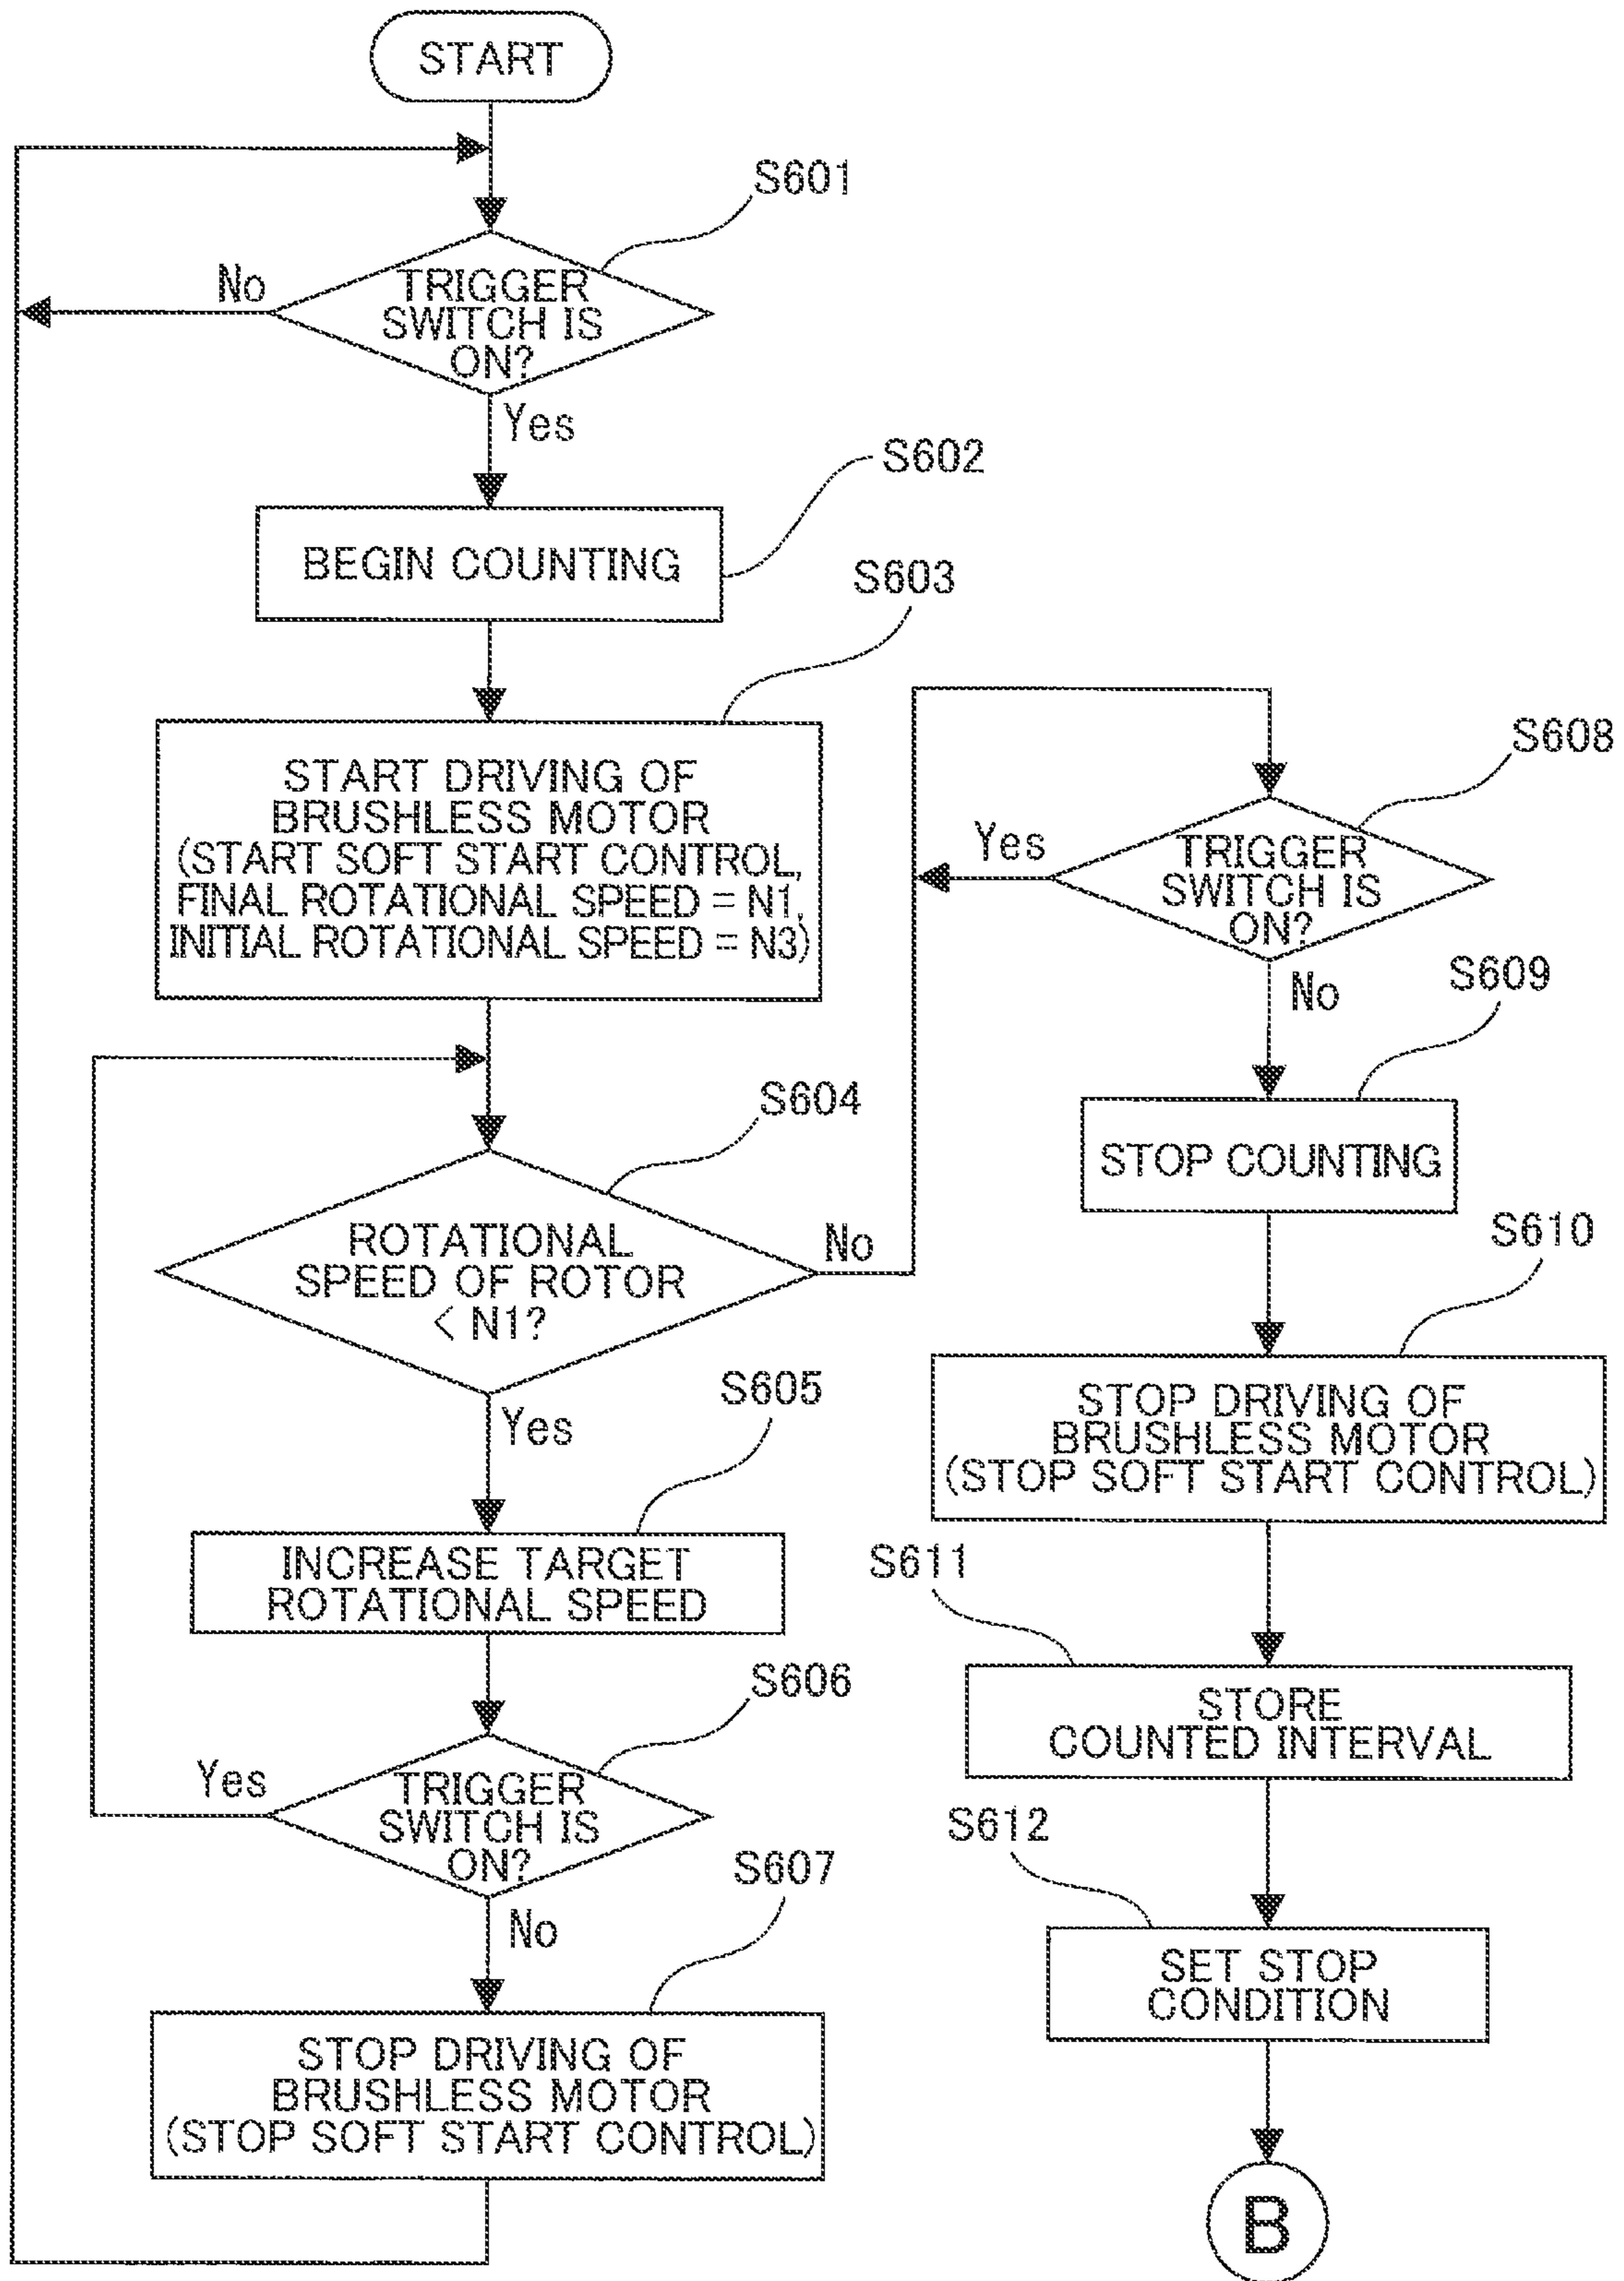 START
S601
No
TRIGGER
SWITCH IS
ON?
Yes
S602
BEGIN COUNTING
S603
START DRIVING OF
BRUSHLESS MOTOR
(START SOFT START CONTROL,
FINAL ROTATIONAL SPEED = N1,
INITIAL ROTATIONAL SPEED = N3)
S604
ROTATIONAL
SPEED OF ROTOR
< N1?
No
Yes
S605
INCREASE TARGET
ROTATIONAL SPEED
S606
Yes
TRIGGER
SWITCH IS
ON?
No
S607
STOP DRIVING OF
BRUSHLESS MOTOR
(STOP SOFT START CONTROL)
S608
Yes
TRIGGER
SWITCH IS
ON?
No
S609
STOP COUNTING
S610
STOP DRIVING OF
BRUSHLESS MOTOR
(STOP SOFT START CONTROL)
S611
STORE
COUNTED INTERVAL
S612
SET STOP
CONDITION
B